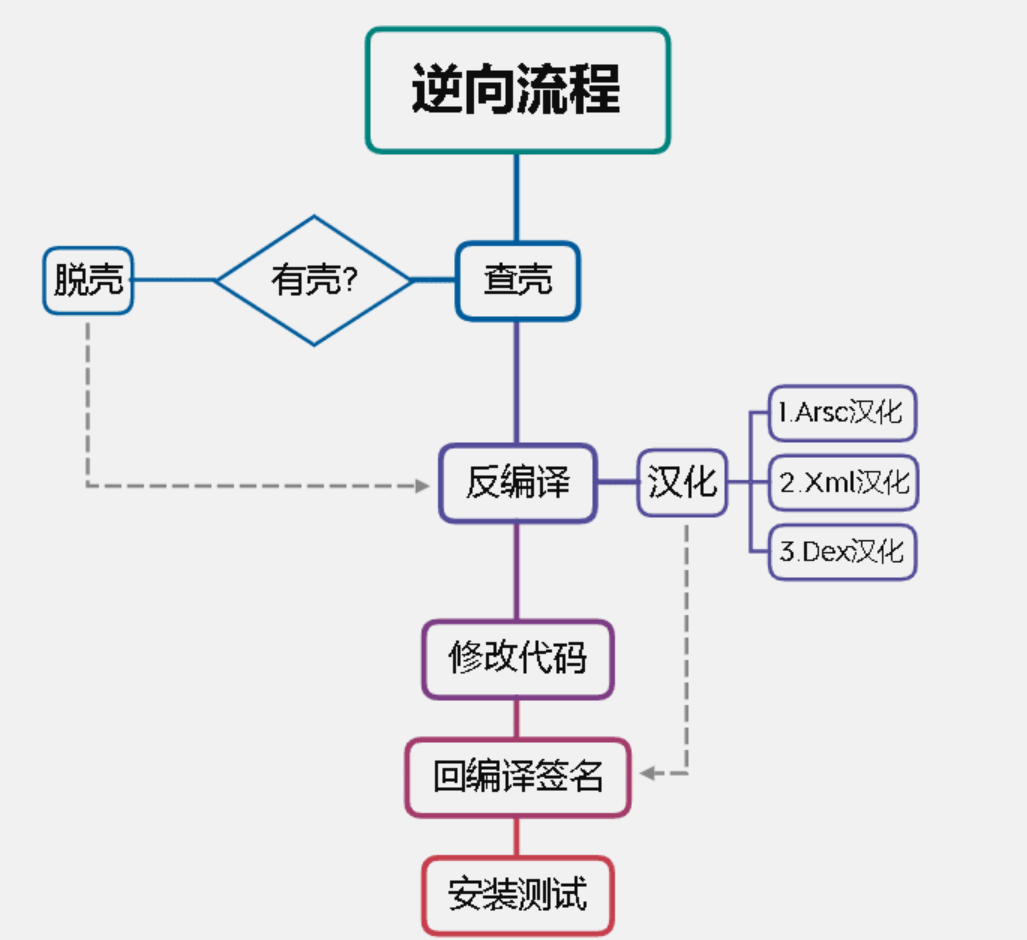 逆向流程
脱壳
有壳?
查壳
反编译
汉化
1.Arsc汉化
2.Xml汉化
3.Dex汉化
修改代码
回编译签名
安装测试